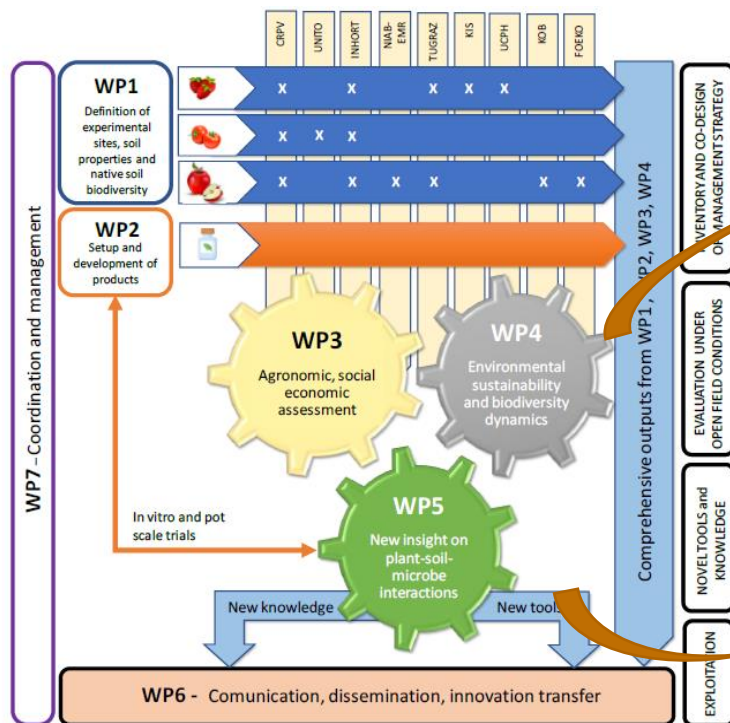 CRPV
UNITO
INHORT
NIAB-
EMR
TUGRAZ
KIS
UCPH
KOB
FOEKO
WP7 – Coordination and management
WP1
Definition of
experimental
sites, soil
properties and
native soil
biodiversity
X X X X X
X X X
X X X X X X
WP2
Setup and
development of
products
WP3
Agronomic, social
economic
assessment
WP4
Environmental
sustainability
and biodiversity
dynamics
WP5
New insight on
plant-soil-
microbe
interactions
In vitro and pot
scale trials
New knowledge
New tools
WP6 - Comunication, dissemination, innovation transfer
Comprehensive outputs from WP1, WP2, WP3, WP4
INVENTORY AND CO-DESIGN
OF MANAGEMENT STRATEGY
EVALUATION UNDER
OPEN FIELD CONDITIONS
NOVEL TOOLS and
KNOWLEDGE
EXPLOITATION